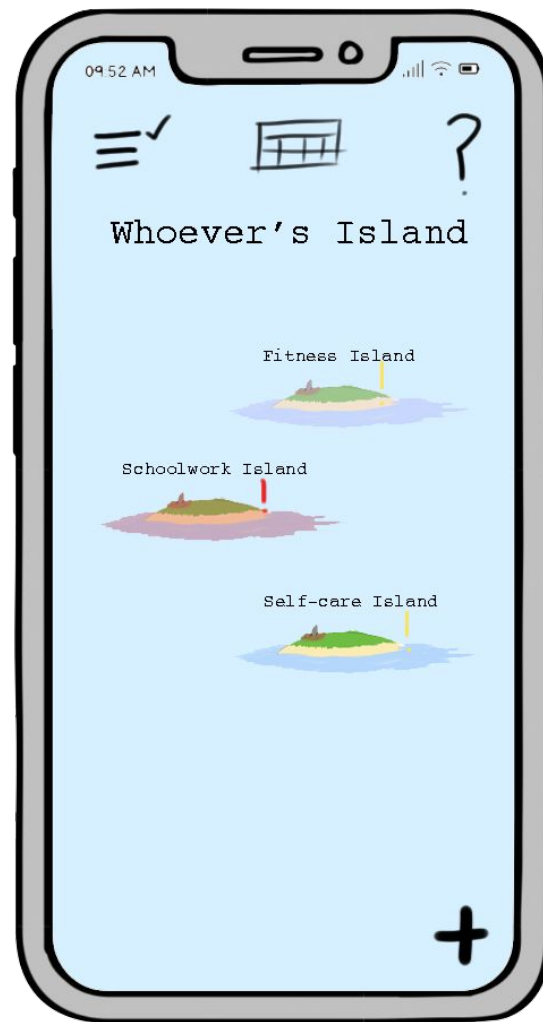 09:52 AM
?
Whoever’s Island
Fitness Island
!
Schoolwork Island
!
Self-care Island
!
+